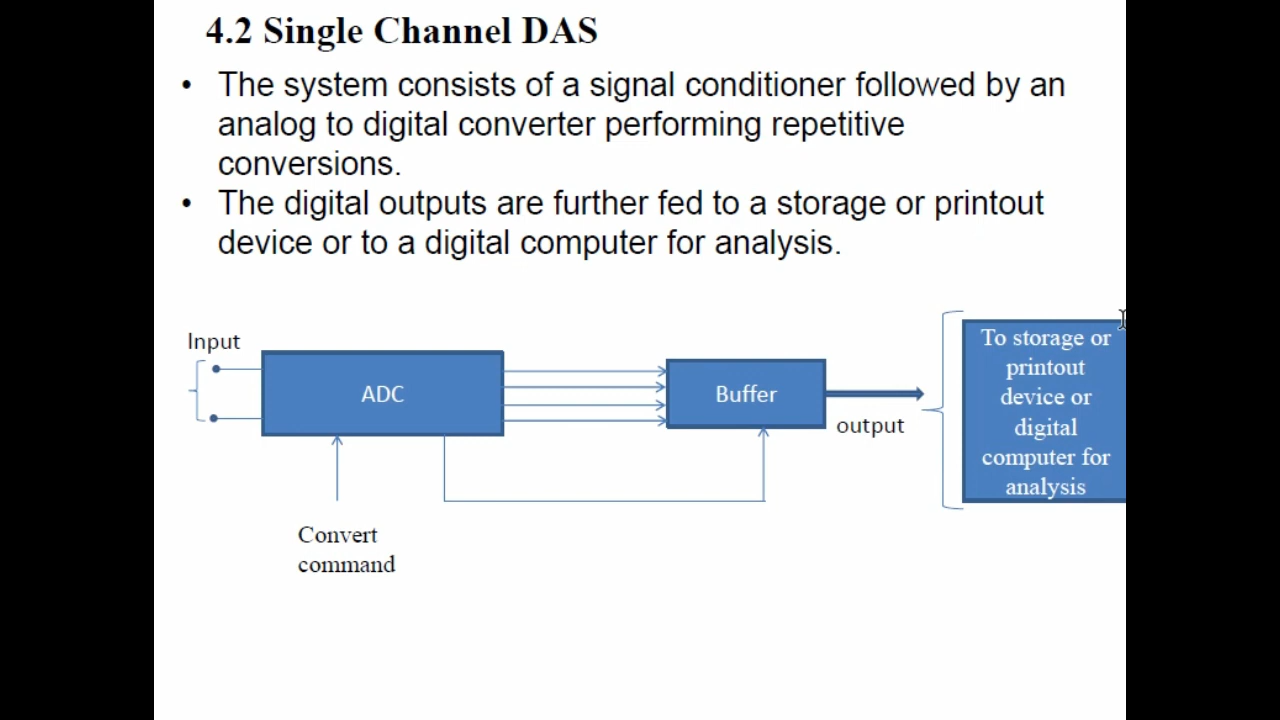 4.2 Single Channel DAS
• The system consists of a signal conditioner followed by an
analog to digital converter performing repetitive
conversions.
• The digital outputs are further fed to a storage or printout
device or to a digital computer for analysis.
Input
ADC
Buffer
output
To storage or
printout
device or
digital
computer for
analysis
Convert
command